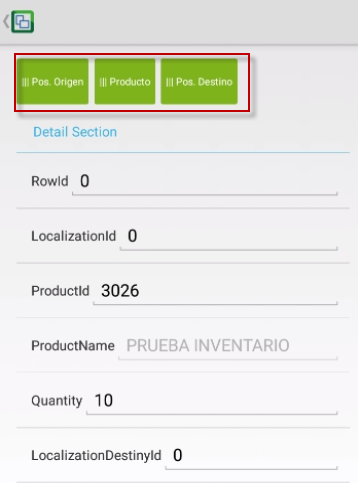 ||| Pos. Origen ||| Producto ||| Pos. Destino
Detail Section
RowId 0
LocalizationId 0
ProductId 3026
ProductName PRUEBA INVENTARIO
Quantity 10
LocalizationDestinyId 0